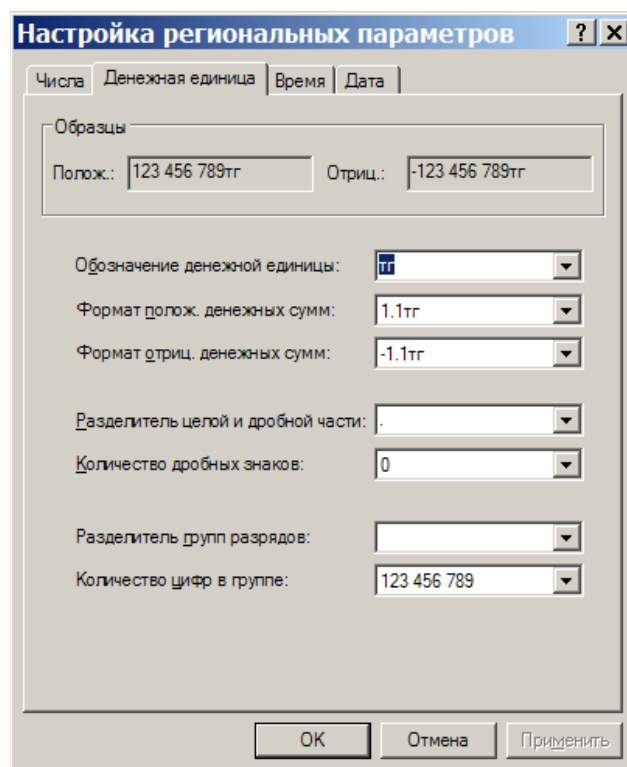 Настройка региональных параметров
Числа Денежная единица Время Дата
Образцы
Полож.: 123 456 789тг Отриц.: -123 456 789тг
Обозначение денежной единицы: тг
Формат полож. денежных сумм: 1.1тг
Формат отриц. денежных сумм: -1.1тг
Разделитель целой и дробной части: .
Количество дробных знаков: 0
Разделитель групп разрядов:
Количество цифр в группе: 123 456 789
OK Отмена Применить